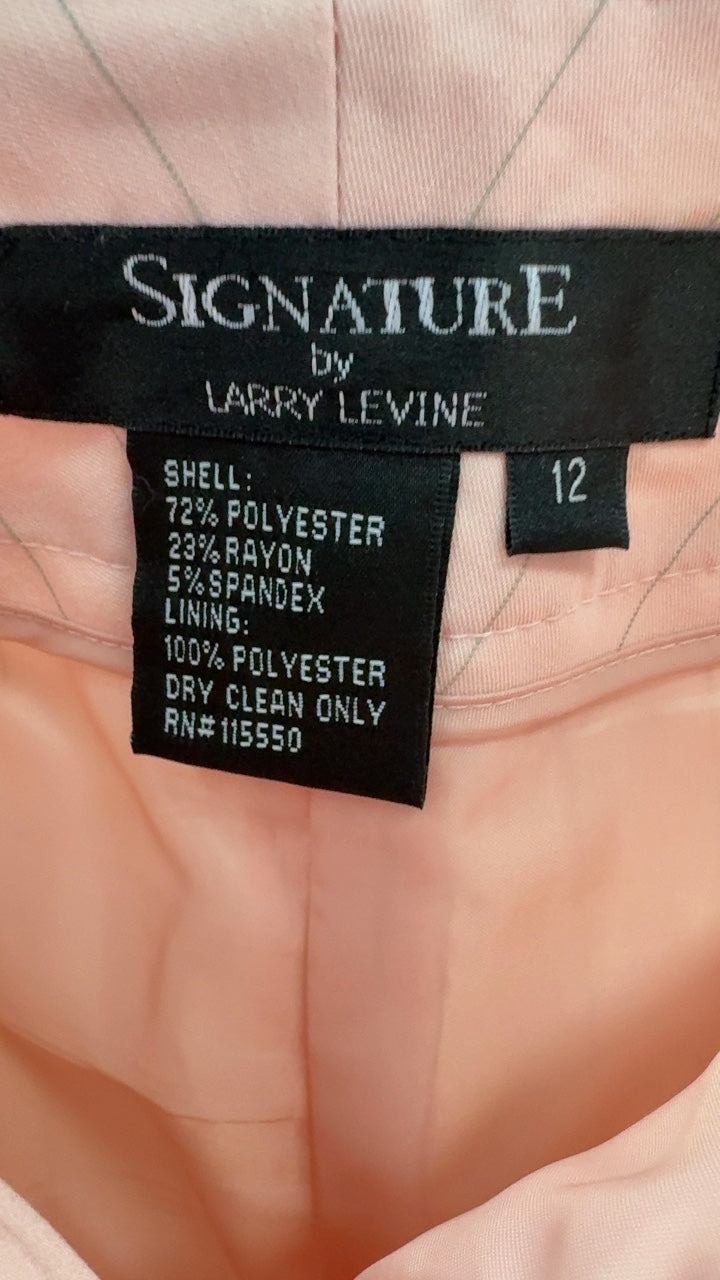 SIGNATURE
by
LARRY LEVINE
12
SHELL:
72% POLYESTER
23% RAYON
5% SPANDEX
LINING:
100% POLYESTER
DRY CLEAN ONLY
RN# 115550